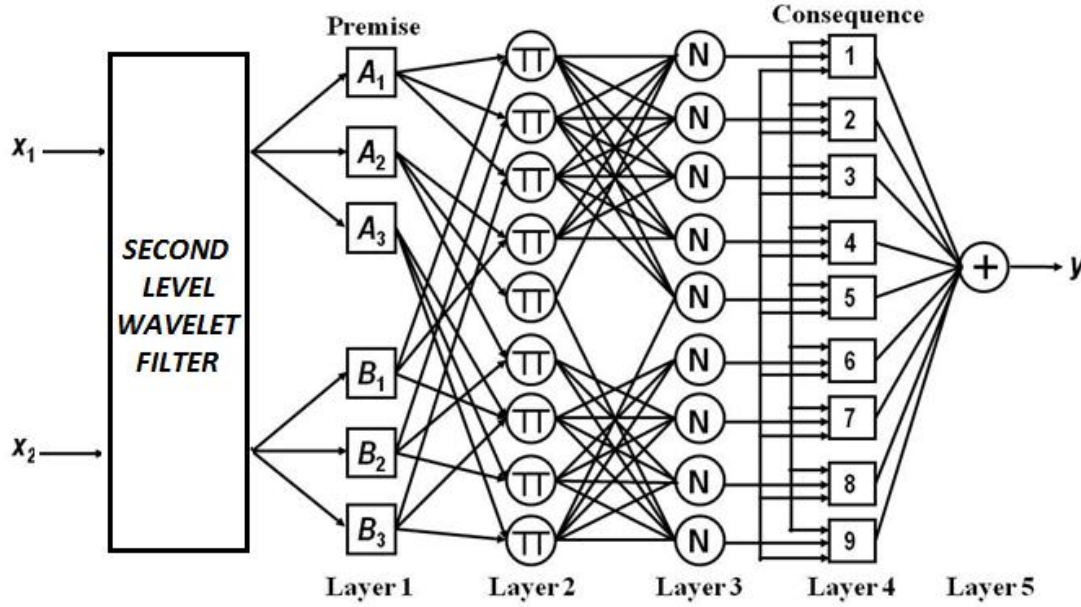 Premise
Consequence
x₁
x₂
SECOND
LEVEL
WAVELET
FILTER
A₁
A₂
A₃
B₁
B₂
B₃
Π
Π
Π
Π
Π
Π
Π
Π
Π
N
N
N
N
N
N
N
N
N
1
2
3
4
5
6
7
8
9
+
y
Layer 1
Layer 2
Layer 3
Layer 4
Layer 5